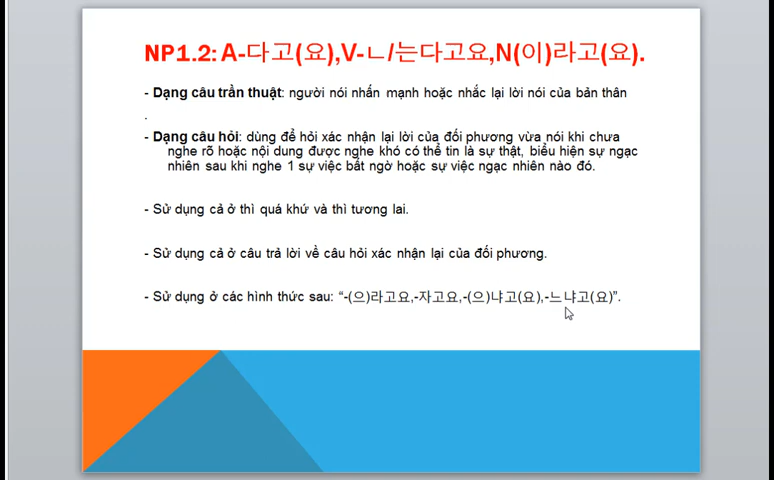 NP1.2: A-다고(요),V-ㄴ/는다고요,N(이)라고(요).
- Dạng câu trần thuật: người nói nhấn mạnh hoặc nhắc lại lời nói của bản thân
.
- Dạng câu hỏi: dùng để hỏi xác nhận lại lời của đối phương vừa nói khi chưa
nghe rõ hoặc nội dung được nghe khó có thể tin là sự thật, biểu hiện sự ngạc
nhiên sau khi nghe 1 sự việc bất ngờ hoặc sự việc ngạc nhiên nào đó.
- Sử dụng cả ở thì quá khứ và thì tương lai.
- Sử dụng cả ở câu trả lời về câu hỏi xác nhận lại của đối phương.
- Sử dụng ở các hình thức sau: “-(으)라고요,-자고요,-(으)냐고(요),-느냐고(요)”.